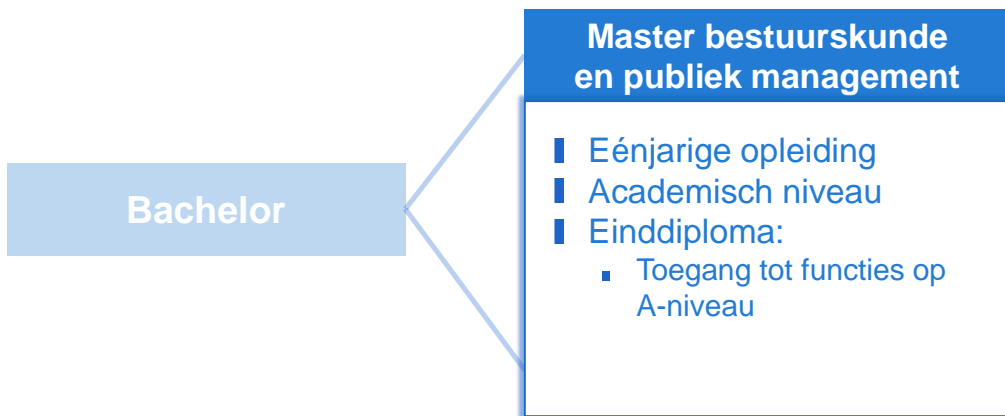 Master bestuurskunde
en publiek management
Bachelor
Eénjarige opleiding
Academisch niveau
Einddiploma:
Toegang tot functies op
A-niveau